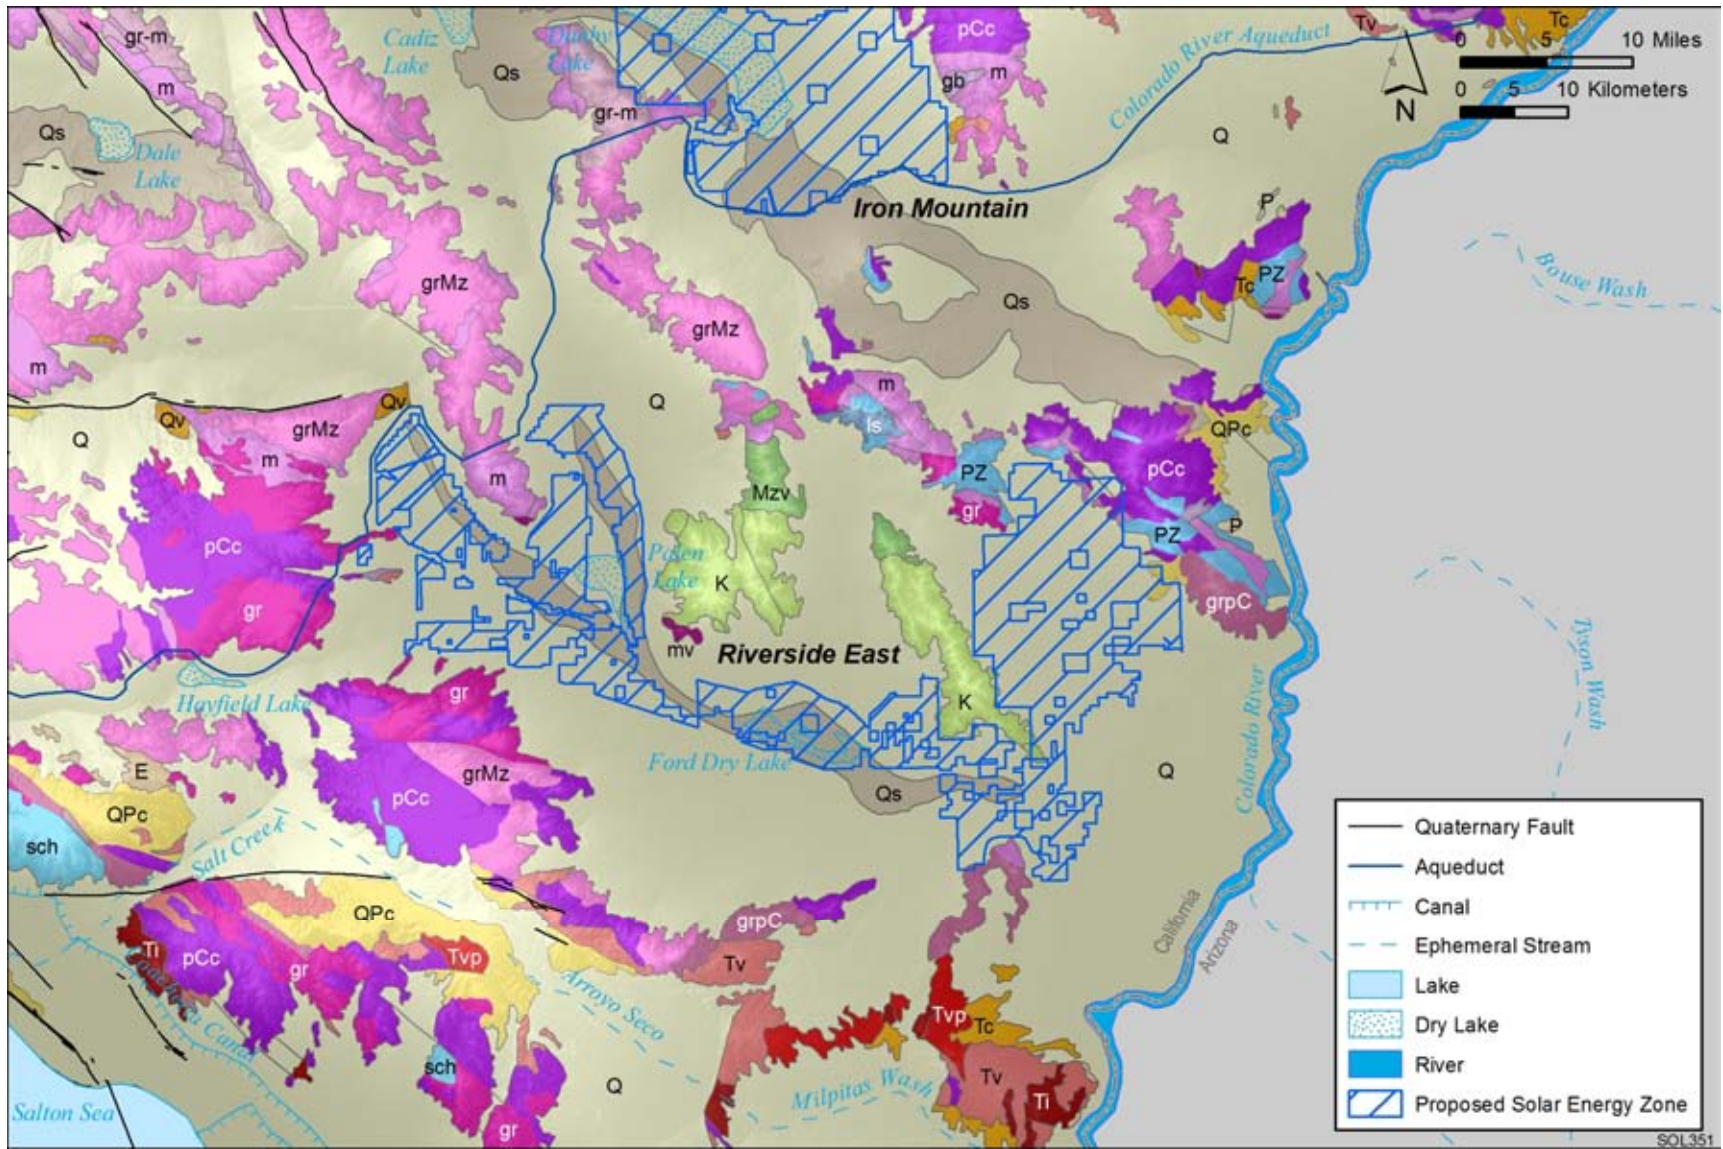 gr-m
Cadiz
Lake
Danby
Lake
pCc
Tv
Tc
Colorado River Aqueduct
0 5 10 Miles
0 5 10 Kilometers
N
m
Qs
gb
m
gr-m
Qs
Dale
Lake
Q
Iron Mountain
P
Bouse Wash
grMz
Qs
Tc
PZ
grMz
m
m
Qv
Qv
Q
ls
Q
grMz
m
QPc
m
PZ
pCc
Mzv
gr
PZ
P
pCc
Palen
Lake
K
gr
grpC
mv
Riverside East
Tyson Wash
Hayfield Lake
gr
K
Colorado River
Ford Dry Lake
E
grMz
Q
pCc
Qs
QPc
sch
Salt Creek
QPc
grpC
California
Arizona
Ti
pCc
gr
Tvp
Tv
Arroyo Seco
Coachella Canal
Tvp
Tc
sch
Q
Milpitas Wash
Tv
Ti
Salton Sea
gr
Quaternary Fault
Aqueduct
Canal
Ephemeral Stream
Lake
Dry Lake
River
Proposed Solar Energy Zone
SOL351